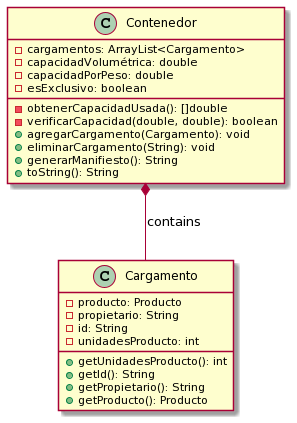 C Contenedor
cargamentos: ArrayList<Cargamento>
capacidadVolumétrica: double
capacidadPorPeso: double
esExclusivo: boolean
obtenerCapacidadUsada(): []double
verificarCapacidad(double, double): boolean
agregarCargamento(Cargamento): void
eliminarCargamento(String): void
generarManifiesto(): String
toString(): String
contains
C Cargamento
producto: Producto
propietario: String
id: String
unidadesProducto: int
getUnidadesProducto(): int
getId(): String
getPropietario(): String
getProducto(): Producto